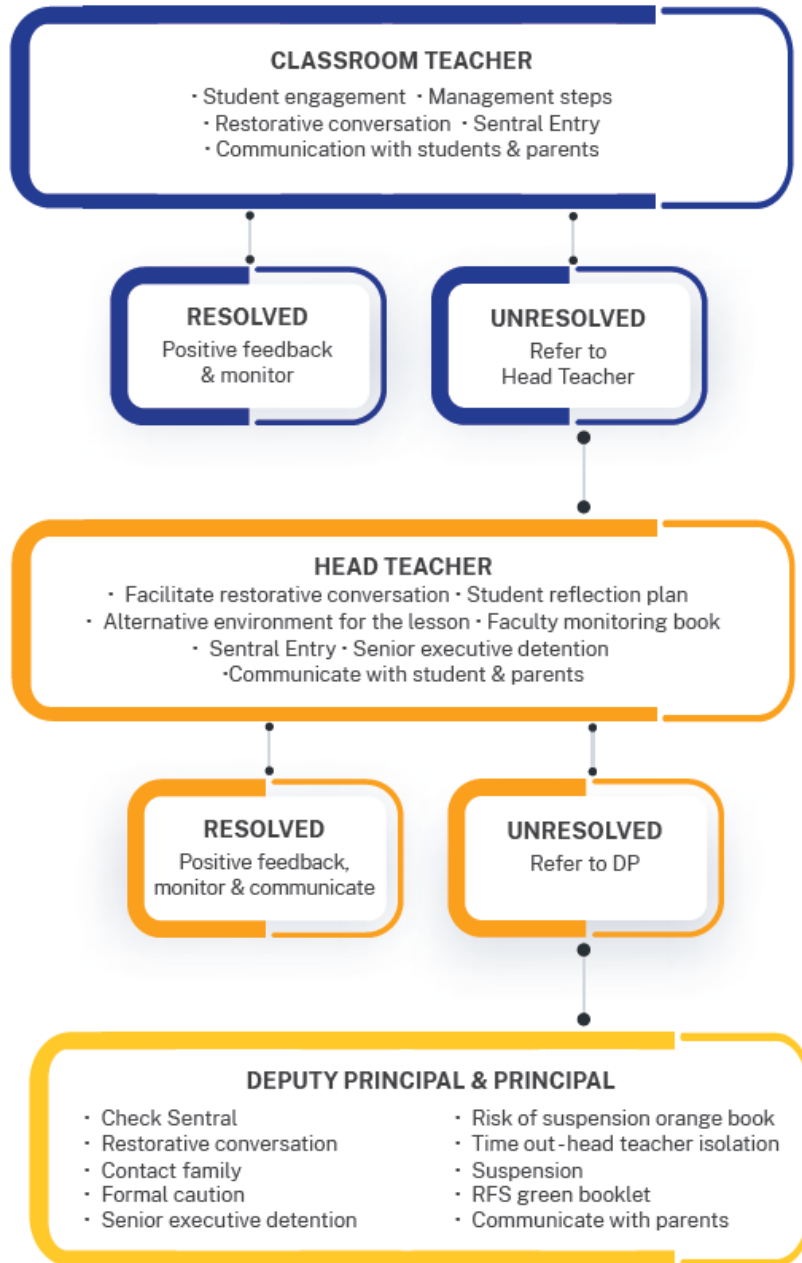 CLASSROOM TEACHER
· Student engagement · Management steps
· Restorative conversation · Sentral Entry
· Communication with students & parents
RESOLVED
Positive feedback
& monitor
UNRESOLVED
Refer to
Head Teacher
HEAD TEACHER
· Facilitate restorative conversation · Student reflection plan
· Alternative environment for the lesson · Faculty monitoring book
· Sentral Entry · Senior executive detention
·Communicate with student & parents
RESOLVED
Positive feedback,
monitor & communicate
UNRESOLVED
Refer to DP
DEPUTY PRINCIPAL & PRINCIPAL
· Check Sentral
· Restorative conversation
· Contact family
· Formal caution
· Senior executive detention
· Risk of suspension orange book
· Time out - head teacher isolation
· Suspension
· RFS green booklet
· Communicate with parents